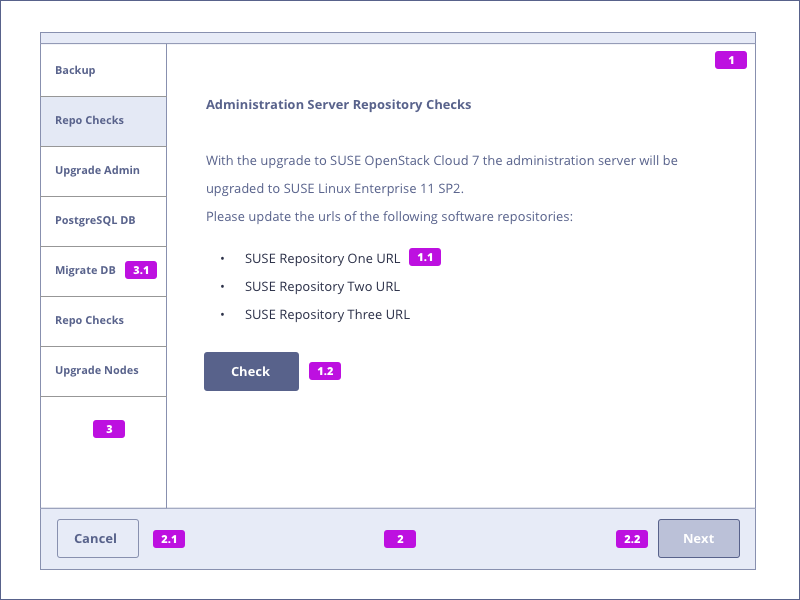 Backup
Repo Checks
Upgrade Admin
PostgreSQL DB
Migrate DB 3.1
Repo Checks
Upgrade Nodes
3
1
Administration Server Repository Checks
With the upgrade to SUSE OpenStack Cloud 7 the administration server will be
upgraded to SUSE Linux Enterprise 11 SP2.
Please update the urls of the following software repositories:
• SUSE Repository One URL 1.1
• SUSE Repository Two URL
• SUSE Repository Three URL
Check 1.2
Cancel 2.1 2 2.2 Next